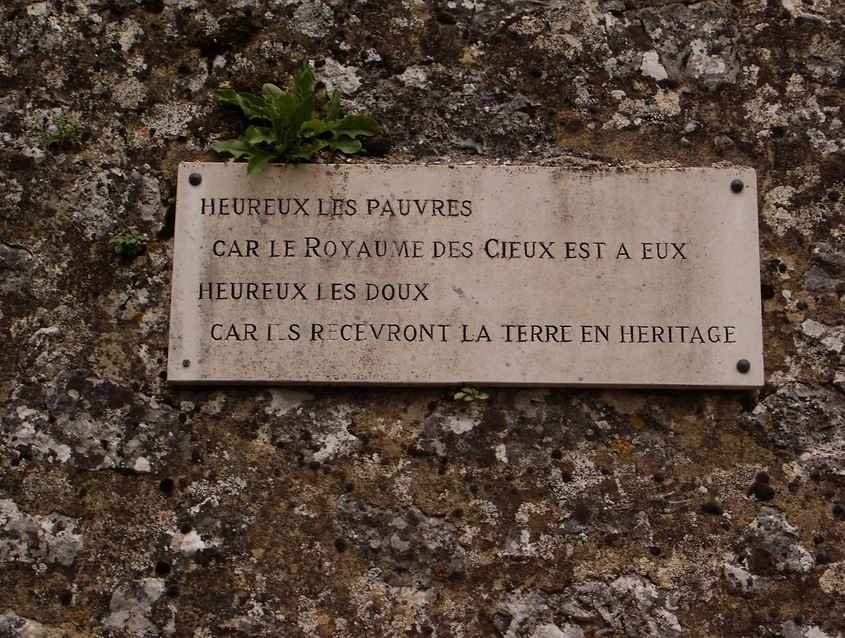 HEUREUX LES PAUVRES
CAR LE ROYAUME DES CIEUX EST A EUX
HEUREUX LES DOUX
CAR ILS RECEVRONT LA TERRE EN HERITAGE